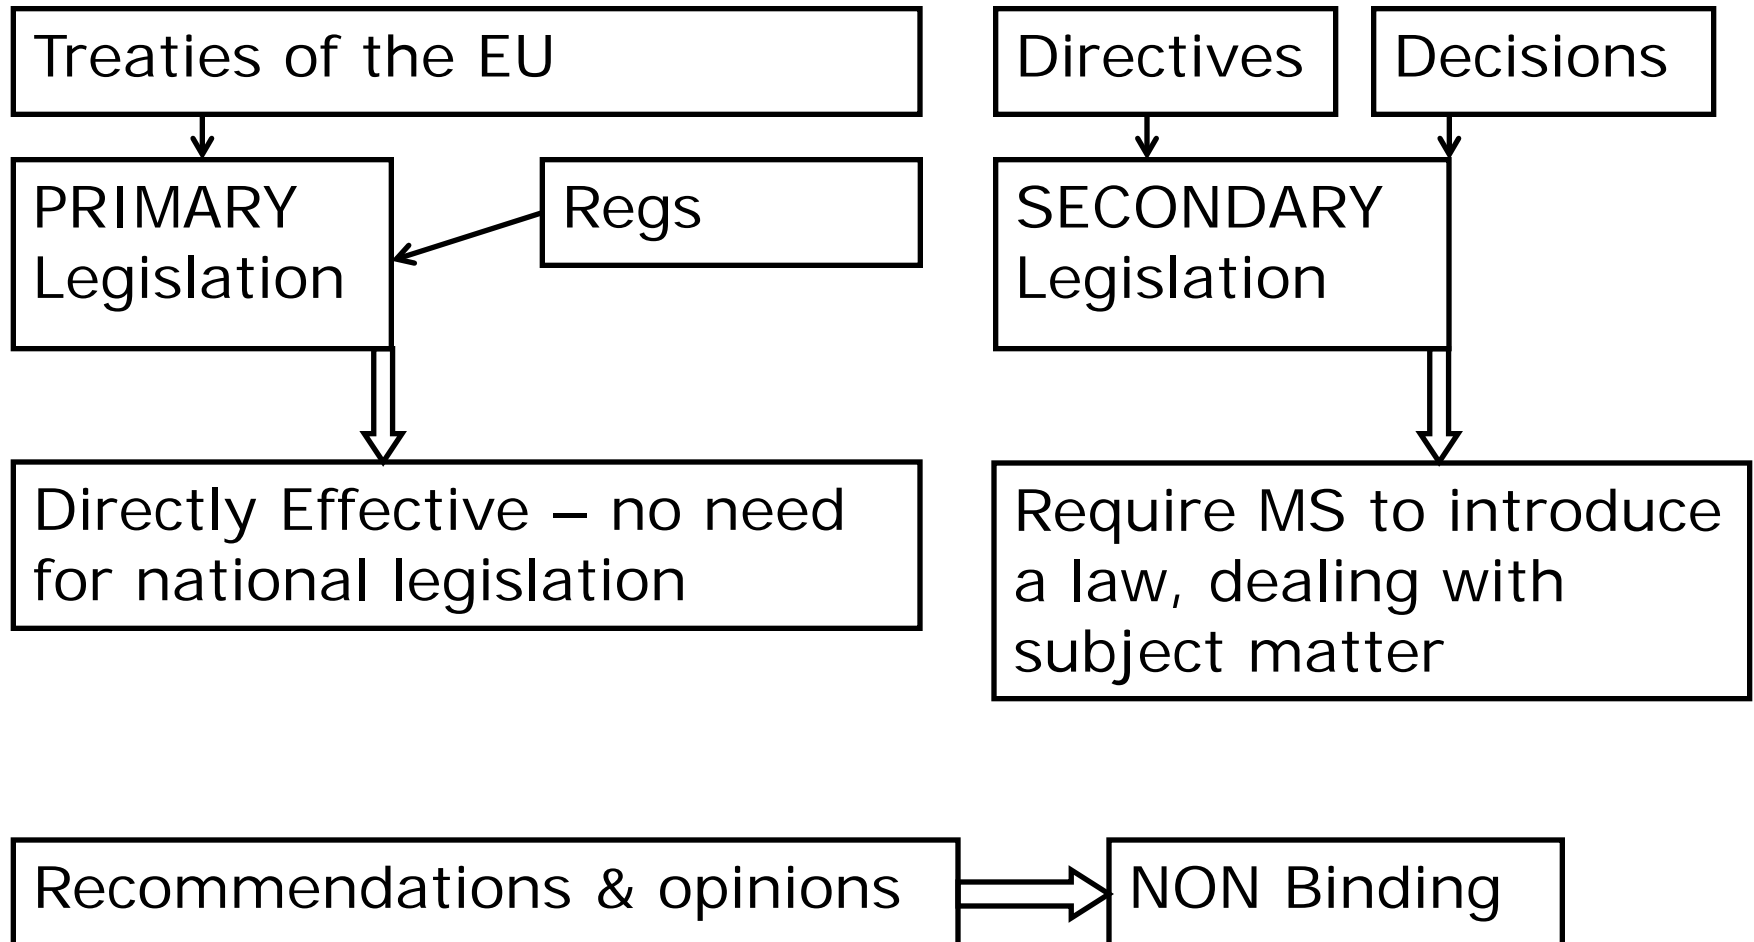 Treaties of the EU
Directives
Decisions
PRIMARY
Legislation
Regs
SECONDARY
Legislation
Directly Effective – no need
for national legislation
Require MS to introduce
a law, dealing with
subject matter
Recommendations & opinions
NON Binding